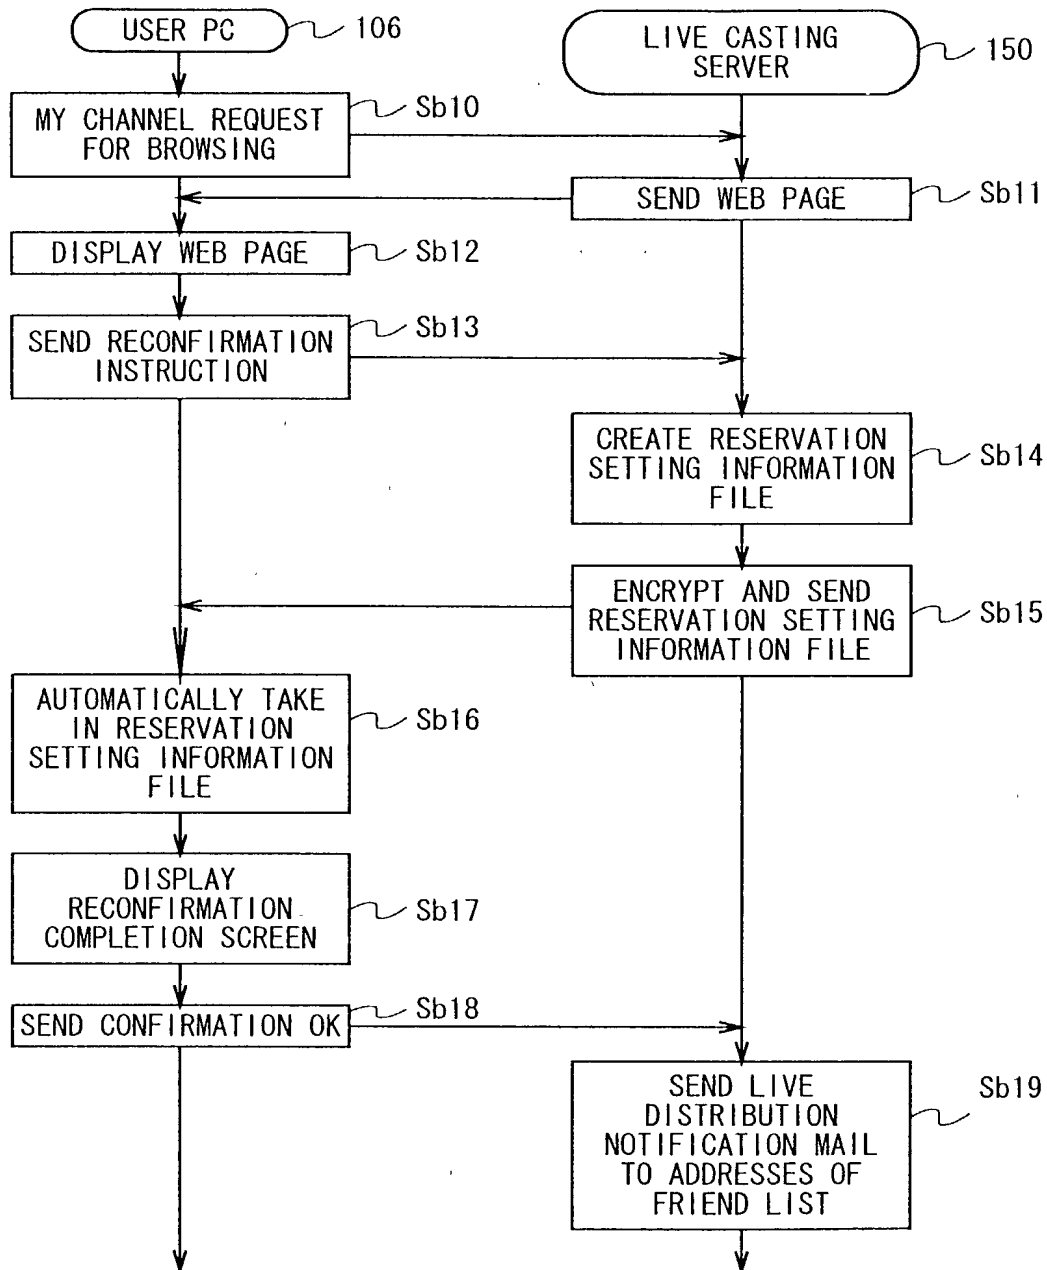 USER PC
106
LIVE CASTING
SERVER
150
MY CHANNEL REQUEST
FOR BROWSING
Sb10
SEND WEB PAGE
Sb11
DISPLAY WEB PAGE
Sb12
SEND RECONFIRMATION
INSTRUCTION
Sb13
CREATE RESERVATION
SETTING INFORMATION
FILE
Sb14
ENCRYPT AND SEND
RESERVATION SETTING
INFORMATION FILE
Sb15
AUTOMATICALLY TAKE
IN RESERVATION
SETTING INFORMATION
FILE
Sb16
DISPLAY
RECONFIRMATION
COMPLETION SCREEN
Sb17
SEND CONFIRMATION OK
Sb18
SEND LIVE
DISTRIBUTION
NOTIFICATION MAIL
TO ADDRESSES OF
FRIEND LIST
Sb19